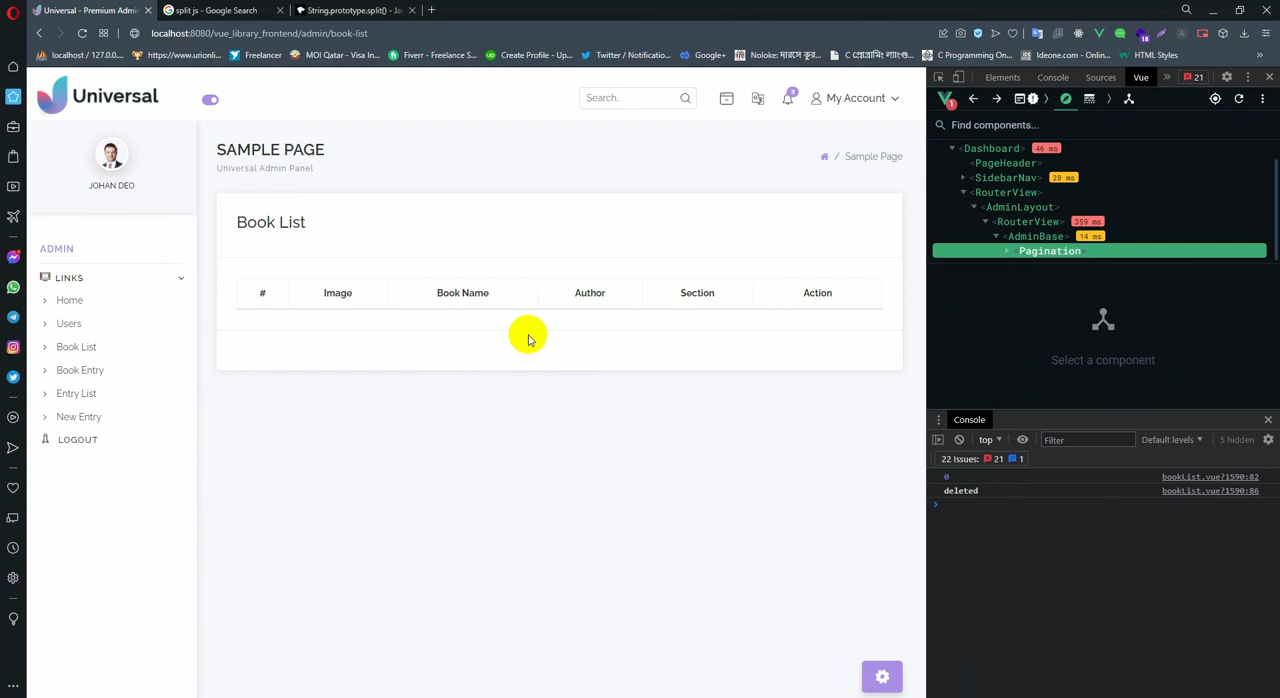 Universal - Premium Admin
split js - Google Search
String.prototype.split() - Jav
localhost:8080/vue_library_frontend/admin/book-list
localhost / 127.0.0....
https://www.urionli...
Freelancer
MOI Qatar - Visa In...
Fiverr - Freelance S...
Create Profile - Up...
Twitter / Notificatio...
Google+
C Programming On...
Ideone.com - Onlin...
HTML Styles
Universal
Search..
3
My Account
Elements
Console
Sources
Vue
21
Find components...
JOHAN DEO
SAMPLE PAGE
Universal Admin Panel
/ Sample Page
<Dashboard> 46 ms
<PageHeader>
<SidebarNav> 28 ms
<RouterView>
<AdminLayout>
<RouterView> 359 ms
<AdminBase> 14 ms
Pagination
Select a component
ADMIN
LINKS
Home
Users
Book List
Book Entry
Entry List
New Entry
LOGOUT
Book List
# Image Book Name Author Section Action
Console
top
Filter
Default levels
5 hidden
22 Issues: 21 1
0 bookList.vue?1590:82
deleted bookList.vue?1590:86